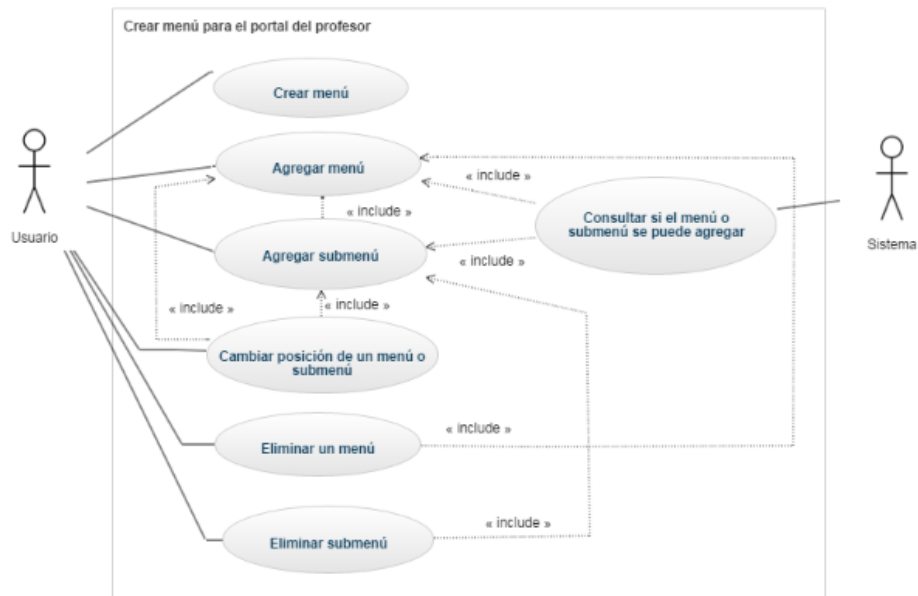 Crear menú para el portal del profesor
Crear menú
Agregar menú
« include »
« include »
Consultar si el menú o
submenú se puede agregar
Usuario
Sistema
Agregar submenú
« include »
« include »
« include »
Cambiar posición de un menú o
submenú
« include »
Eliminar un menú
« include »
Eliminar submenú